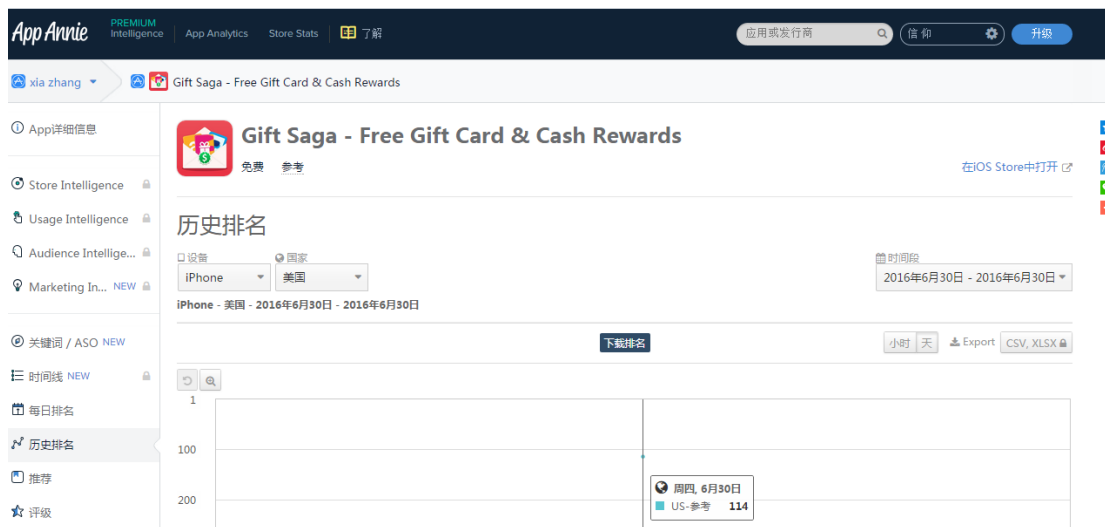 App Annie PREMIUM Intelligence App Analytics Store Stats 了解 应用或发行商 信仰 升级
xia zhang Gift Saga - Free Gift Card & Cash Rewards
App详细信息
Store Intelligence
Usage Intelligence
Audience Intellige...
Marketing In... NEW
关键词 / ASO NEW
时间线 NEW
每日排名
历史排名
推荐
评级
Gift Saga - Free Gift Card & Cash Rewards
免费 参考
在iOS Store中打开
历史排名
设备 国家 时间段
iPhone 美国 2016年6月30日 - 2016年6月30日
iPhone - 美国 - 2016年6月30日 - 2016年6月30日
下载排名 小时 天 Export CSV, XLSX
1
100
200
周四, 6月30日
US-参考 114